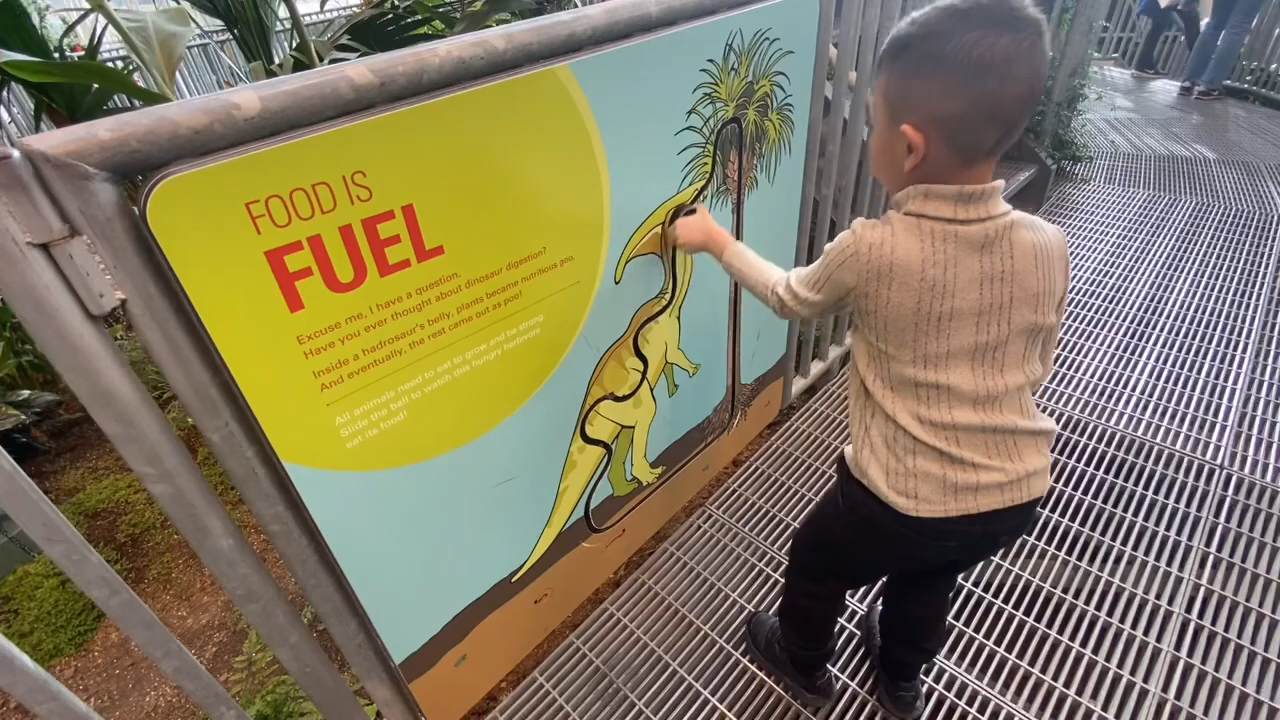 FOOD IS
FUEL
Excuse me, I have a question.
Have you ever thought about dinosaur digestion?
Inside a hadrosaur's belly, plants became nutritious goo,
And eventually, the rest came out as poo!
All animals need to eat to grow and be strong
Slide the ball to watch this hungry herbivore
eat its food!